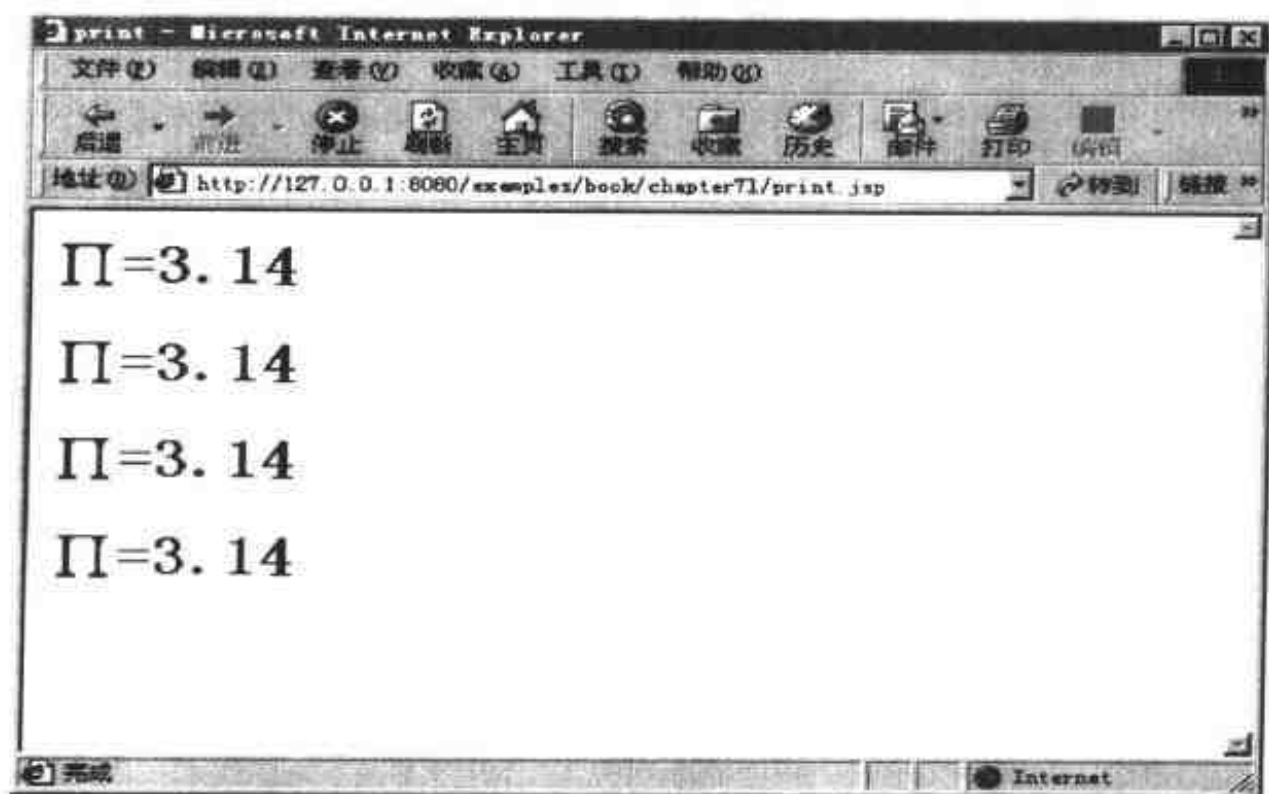 print - Microsoft Internet Explorer
文件(F) 编辑(E) 查看(V) 收藏(A) 工具(T) 帮助(H)
后退 前进 停止 刷新 主页 搜索 收藏 历史 邮件 打印 编辑
地址(D) http://127.0.0.1:8080/examples/book/chapter71/print.jsp 转到 链接 »
Π=3.14
Π=3.14
Π=3.14
Π=3.14
完成 Internet